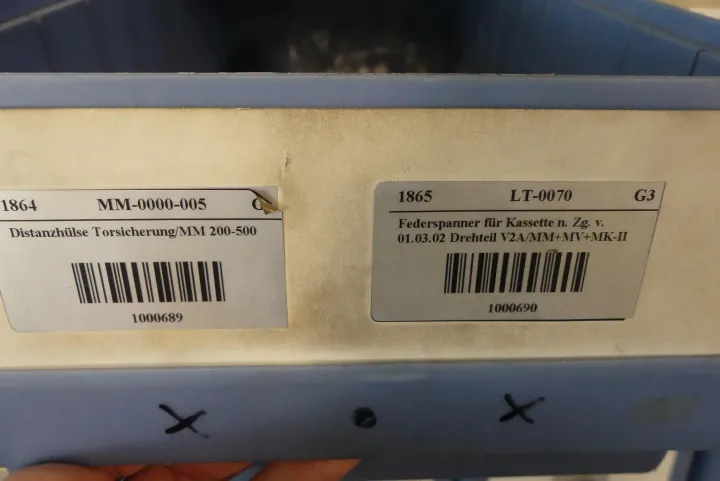 1864 MM-0000-005
Distanzhülse Torsicherung/MM 200-500
1000689
1865 LT-0070 G3
Federspanner für Kassette n. Zg. v.
01.03.02 Drehteil V2A/MM+MV+MK-II
1000690